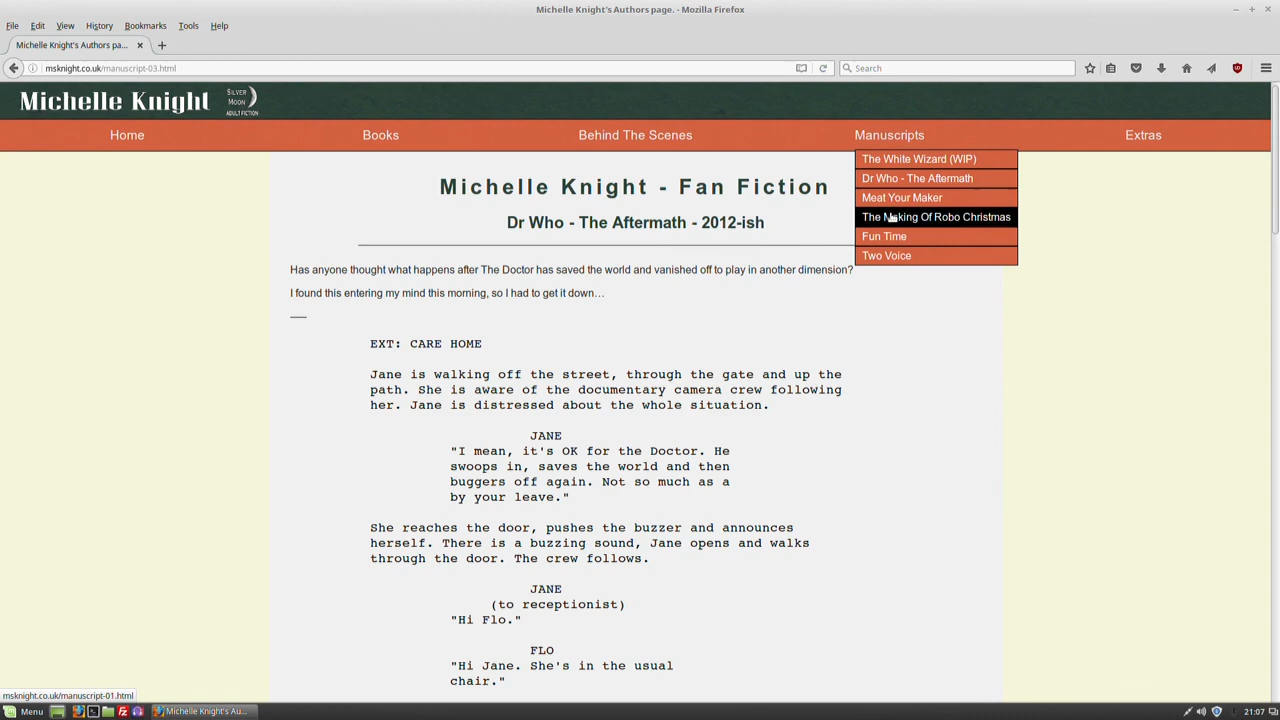 Michelle Knight's Authors page. - Mozilla Firefox
File Edit View History Bookmarks Tools Help
Michelle Knight's Authors pa...
msknight.co.uk/manuscript-03.html
Search
Michelle Knight
SILVER
MOON
ADULT FICTION
Home Books Behind The Scenes Manuscripts Extras
The White Wizard (WIP)
Dr Who - The Aftermath
Meat Your Maker
The Making Of Robo Christmas
Fun Time
Two Voice
Michelle Knight - Fan Fiction
Dr Who - The Aftermath - 2012-ish
Has anyone thought what happens after The Doctor has saved the world and vanished off to play in another dimension?
I found this entering my mind this morning, so I had to get it down…
EXT: CARE HOME
Jane is walking off the street, through the gate and up the
path. She is aware of the documentary camera crew following
her. Jane is distressed about the whole situation.
JANE
"I mean, it's OK for the Doctor. He
swoops in, saves the world and then
buggers off again. Not so much as a
by your leave."
She reaches the door, pushes the buzzer and announces
herself. There is a buzzing sound, Jane opens and walks
through the door. The crew follows.
JANE
(to receptionist)
"Hi Flo."
FLO
"Hi Jane. She's in the usual
chair."
msknight.co.uk/manuscript-01.html
Menu
Michelle Knight's Au...
21:07